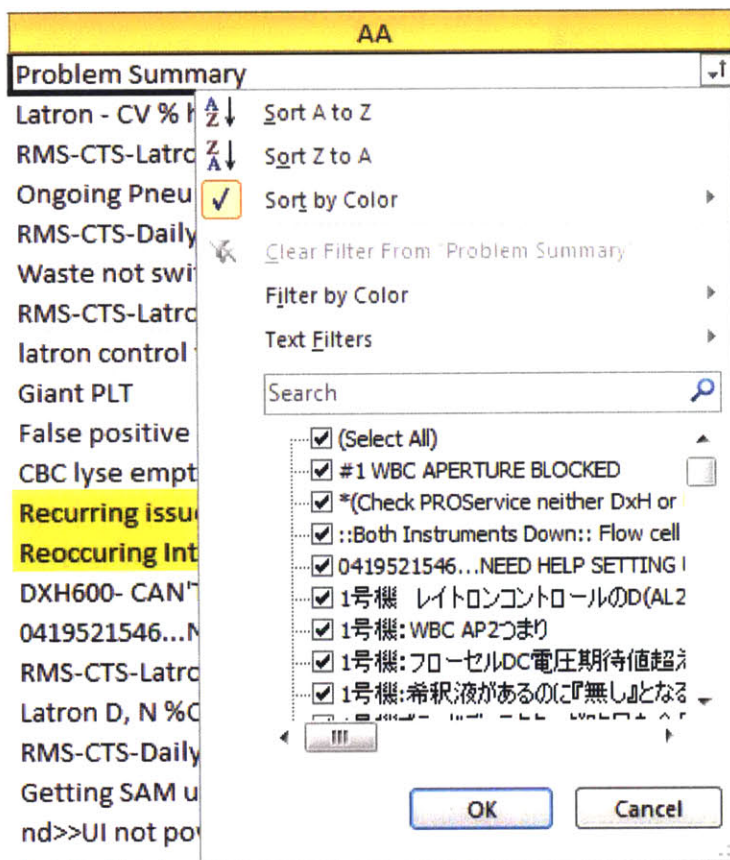 AA
Problem Summary
Latron - CV %
RMS-CTS-Latro
Ongoing Pneu
RMS-CTS-Daily
Waste not swi
RMS-CTS-Latro
latron control
Giant PLT
False positive
CBC lyse empt
Recurring issu
Reoccuring Int
DXH600- CAN'T
0419521546...N
RMS-CTS-Latro
Latron D, N %C
RMS-CTS-Daily
Getting SAM u
nd>>UI not pow
Sort A to Z
Sort Z to A
Sort by Color
Clear Filter From "Problem Summary"
Filter by Color
Text Filters
Search
(Select All)
#1 WBC APERTURE BLOCKED
*(Check PROService neither DxH or
::Both Instruments Down:: Flow cell
0419521546...NEED HELP SETTING
1号機 レイトロンコントロールのD(AL2
1号機:WBC AP2つまり
1号機:フローセルDC電圧期待値超え
1号機:希釈液があるのに『無し』となる
OK
Cancel